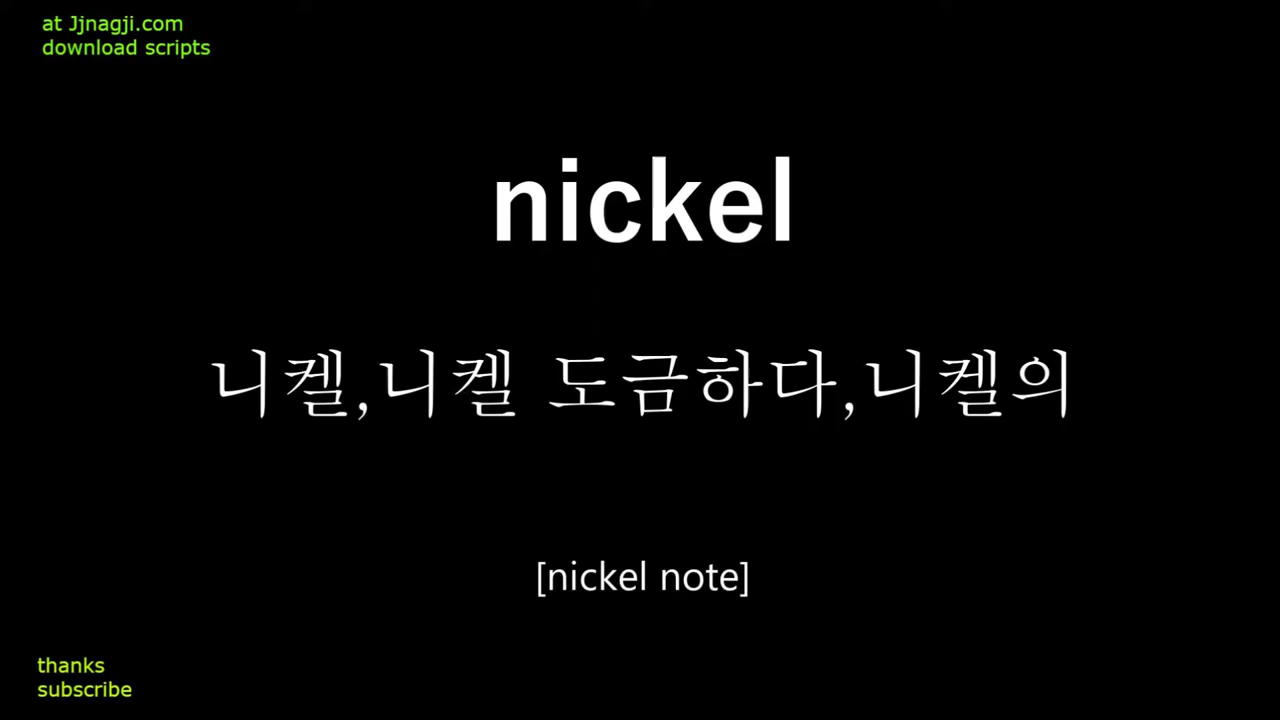 at Jjnagji.com
download scripts
nickel
니켈,니켈 도금하다,니켈의
[nickel note]
thanks
subscribe